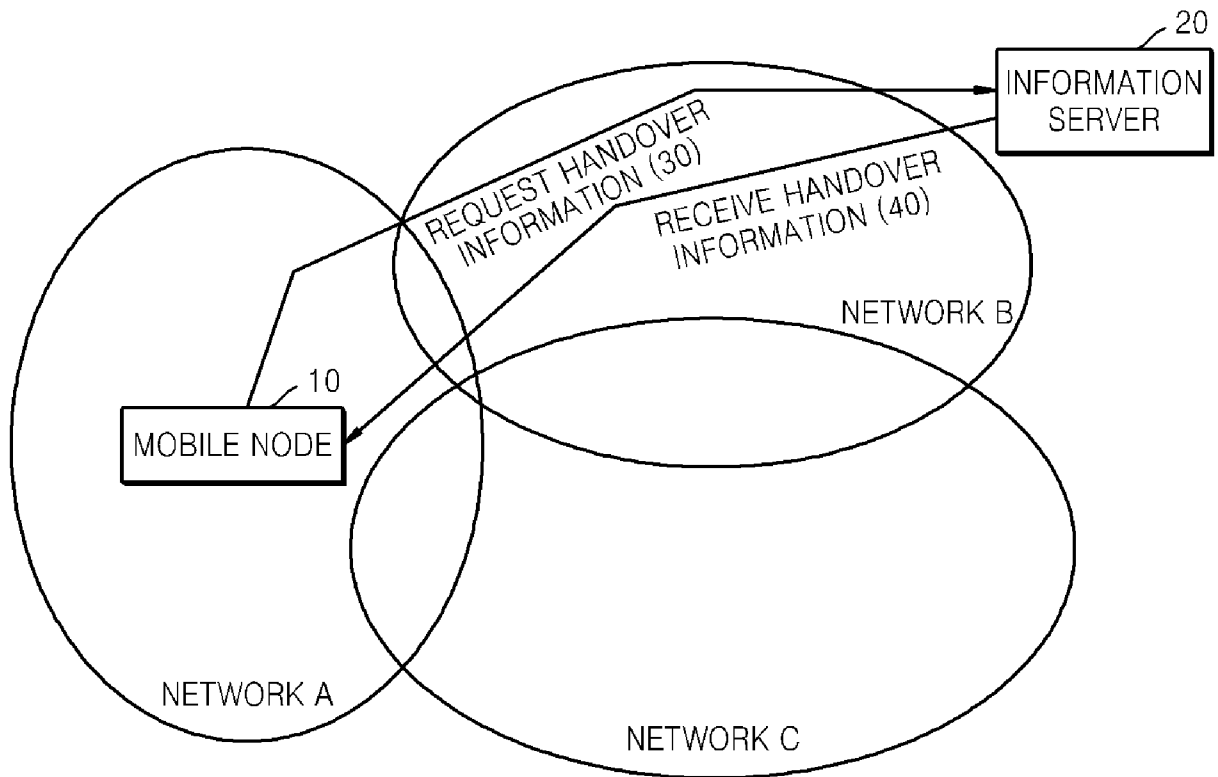 20
INFORMATION
SERVER
REQUEST HANDOVER
INFORMATION (30)
RECEIVE HANDOVER
INFORMATION (40)
NETWORK B
10
MOBILE NODE
NETWORK A
NETWORK C